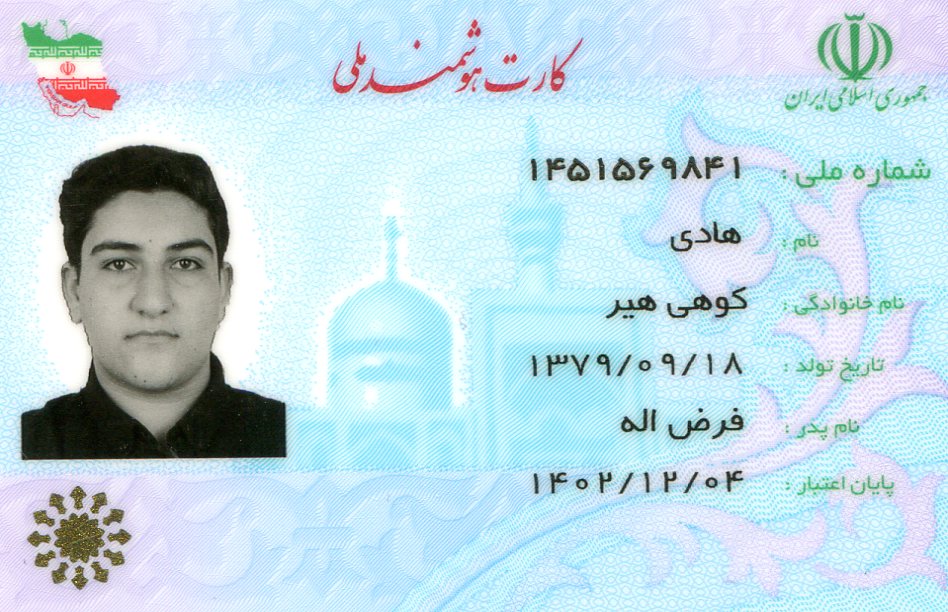 کارت هوشمند ملی
جمهوری اسلامی ایران
شماره ملی : ۱۴۵۱۵۶۹۸۴۱
نام : هادی
نام خانوادگی : کوهی هیر
تاریخ تولد : ۱۳۷۹/۰۹/۱۸
نام پدر : فرض اله
پایان اعتبار : ۱۴۰۲/۱۲/۰۴